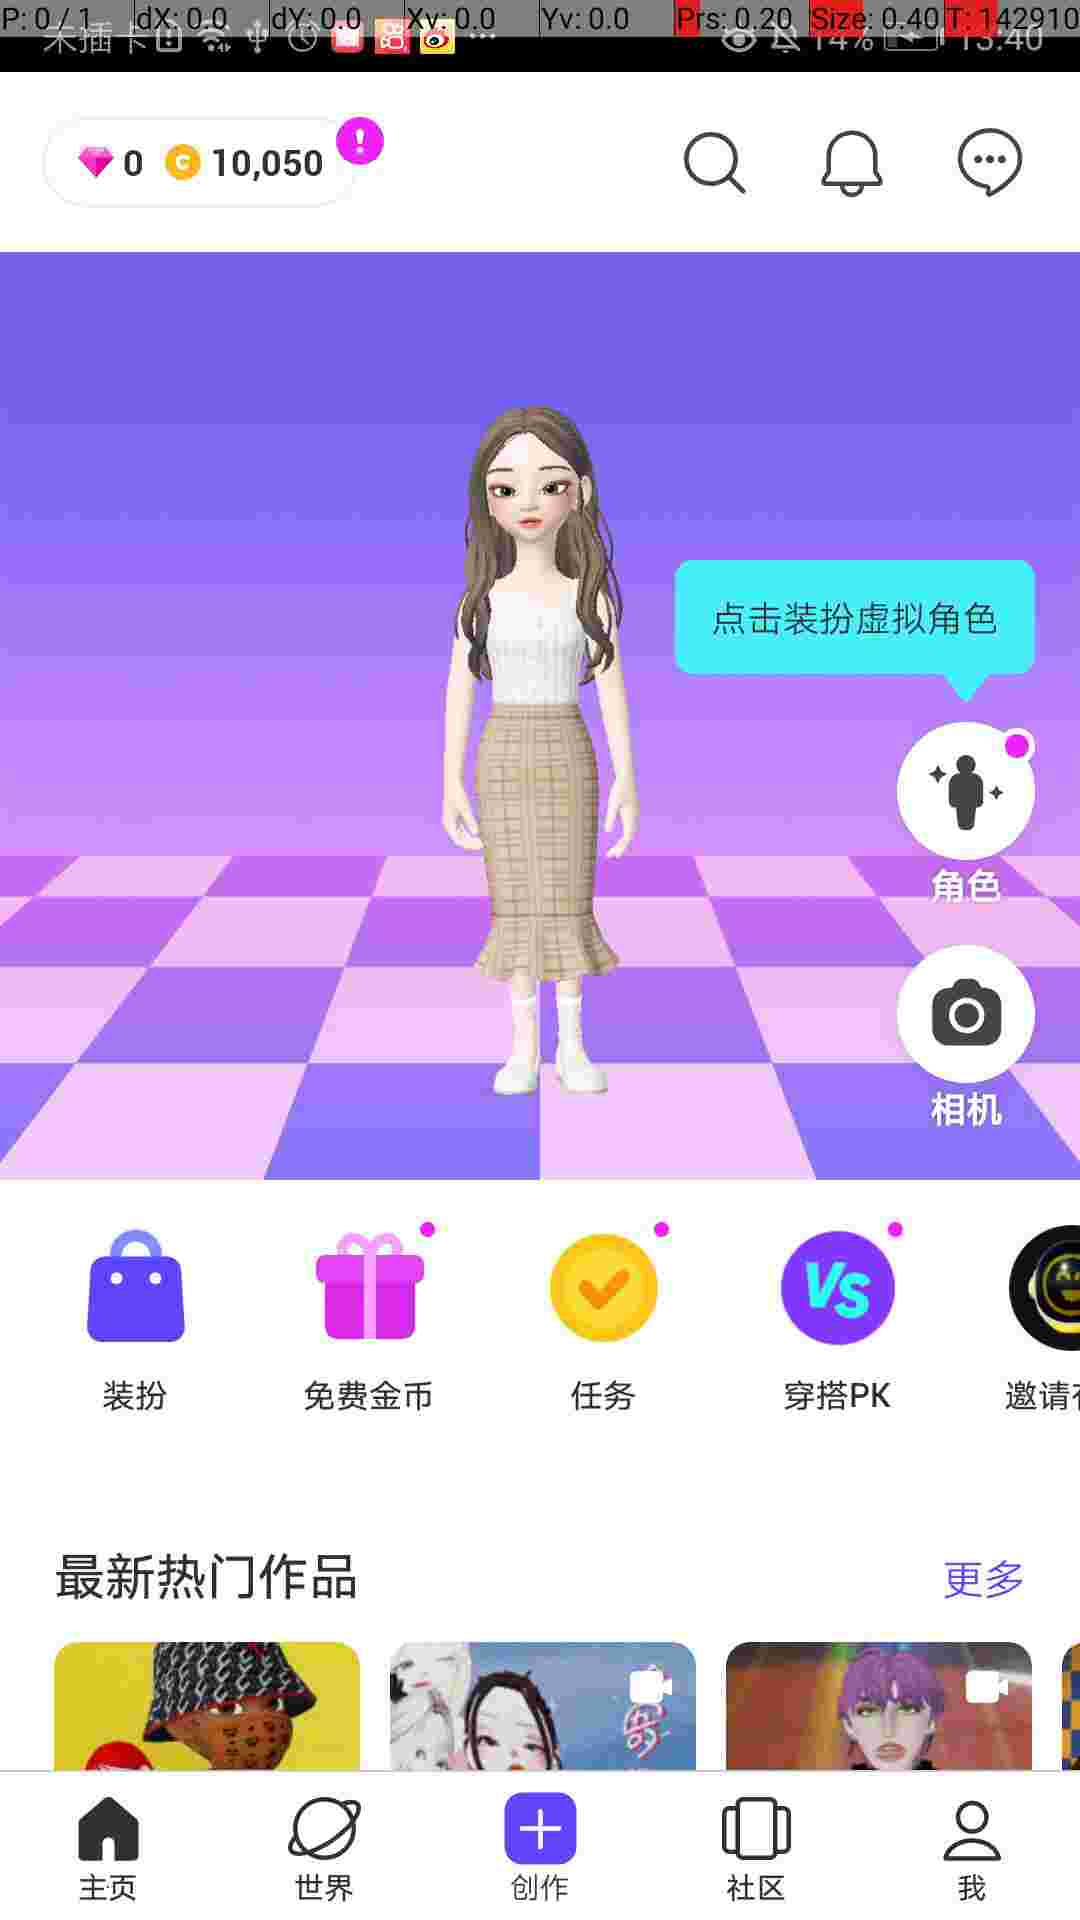 P: 0 / 1 dX: 0.0 dY: 0.0 Xv: 0.0 Yv: 0.0 Prs: 0.20 Size: 0.40 T: 142910
未插卡 14% 13:40
0 C 10,050 !
点击装扮虚拟角色
角色
相机
VS
装扮 免费金币 任务 穿搭PK 邀请
最新热门作品 更多
主页 世界 创作 社区 我